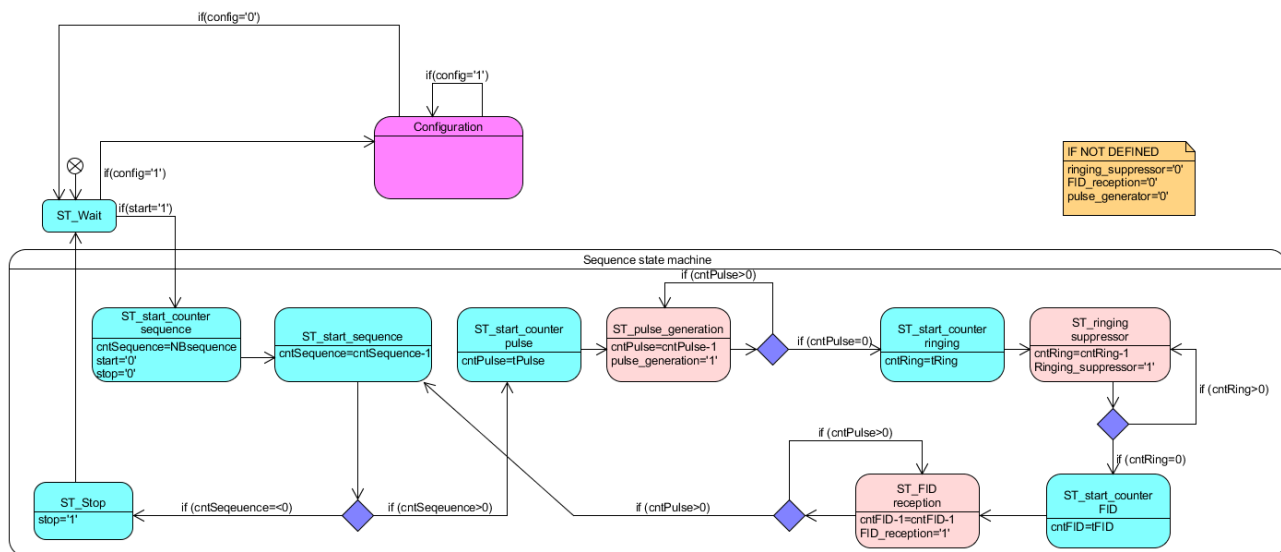 if(config='0')
if(config='1')
Configuration
if(config='1')
IF NOT DEFINED
ringing_suppressor='0'
FID_reception='0'
pulse_generator='0'
ST_Wait
if(start='1')
Sequence state machine
if (cntPulse>0)
ST_start_counter
sequence
cntSequence=NBsequence
start='0'
stop='0'
ST_start_sequence
cntSequence=cntSequence-1
ST_start_counter
pulse
cntPulse=tPulse
ST_pulse_generation
cntPulse=cntPulse-1
pulse_generation='1'
if (cntPulse=0)
ST_start_counter
ringing
cntRing=tRing
ST_ringing
suppressor
cntRing=cntRing-1
Ringing_suppressor='1'
if (cntRing>0)
if (cntPulse>0)
if (cntRing=0)
ST_Stop
stop='1'
if (cntSeqeuence=<0)
if (cntSeqeuence>0)
if (cntPulse>0)
ST_FID
reception
cntFID-1=cntFID-1
FID_reception='1'
ST_start_counter
FID
cntFID=tFID